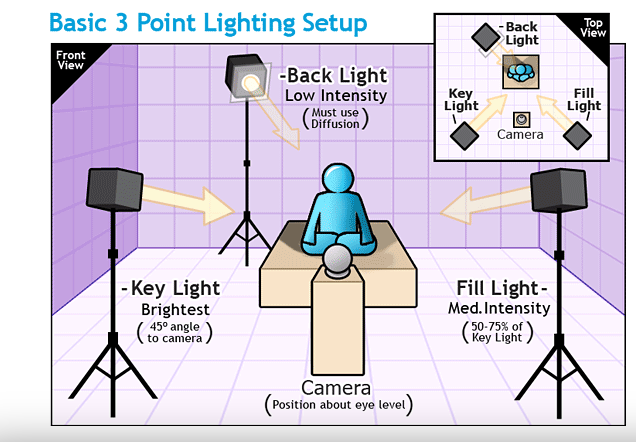 Basic 3 Point Lighting Setup
Front
View
-Back Light
Low Intensity
(Must use
Diffusion)
-Key Light
Brightest
(45º angle
to camera)
Fill Light-
Med.Intensity
(50-75% of
Key Light)
Camera
(Position about eye level)
Top
View
-Back
Light
Key
Light
Fill
Light
Camera